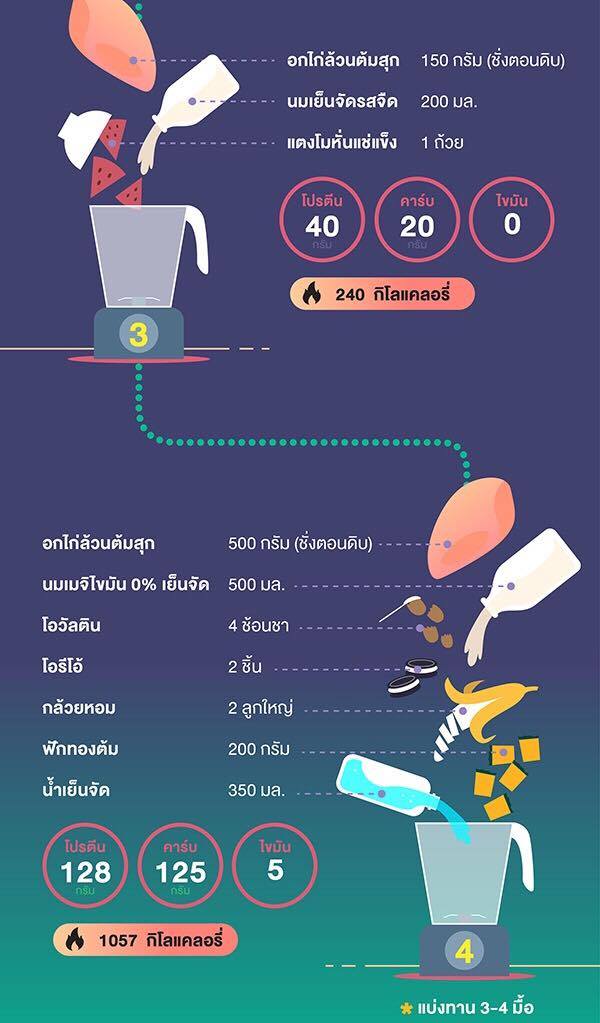 อกไก่ล้วนต้มสุก 150 กรัม (ชั่งตอนดิบ)
นมเย็นจัดรสจืด 200 มล.
แตงโมหั่นแช่แข็ง 1 ถ้วย
โปรตีน 40 กรัม
คาร์บ 20 กรัม
ไขมัน 0
240 กิโลแคลอรี่
3
อกไก่ล้วนต้มสุก 500 กรัม (ชั่งตอนดิบ)
นมเมจิไขมัน 0% เย็นจัด 500 มล.
โอวัลติน 4 ช้อนชา
โอริโอ้ 2 ชิ้น
กล้วยหอม 2 ลูกใหญ่
ฟักทองต้ม 200 กรัม
น้ำเย็นจัด 350 มล.
โปรตีน 128 กรัม
คาร์บ 125 กรัม
ไขมัน 5
1057 กิโลแคลอรี่
4
* แบ่งทาน 3-4 มื้อ